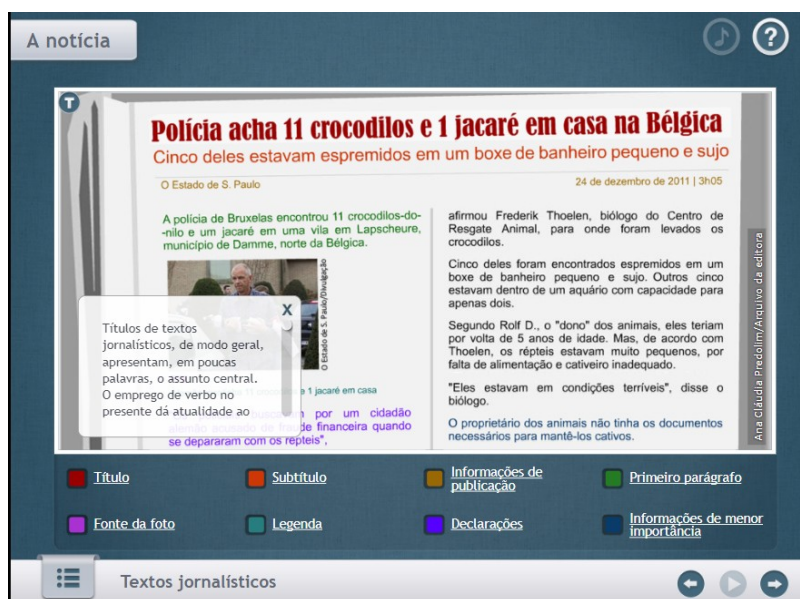 A notícia
?
T
Polícia acha 11 crocodilos e 1 jacaré em casa na Bélgica
Cinco deles estavam espremidos em um boxe de banheiro pequeno e sujo
O Estado de S. Paulo
24 de dezembro de 2011 | 3h05
A polícia de Bruxelas encontrou 11 crocodilos-do-
-nilo e um jacaré em uma vila em Lapscheure,
município de Damme, norte da Bélgica.
O Estado de S. Paulo/Divulgação
X
Títulos de textos
jornalísticos, de modo geral,
apresentam, em poucas
palavras, o assunto central.
O emprego de verbo no
presente dá atualidade ao
e 1 jacaré em casa
por um cidadão
alemão acusado de fraude financeira quando
se depararam com os répteis",
afirmou Frederik Thoelen, biólogo do Centro de
Resgate Animal, para onde foram levados os
crocodilos.
Cinco deles foram encontrados espremidos em um
boxe de banheiro pequeno e sujo. Outros cinco
estavam dentro de um aquário com capacidade para
apenas dois.
Segundo Rolf D., o "dono" dos animais, eles teriam
por volta de 5 anos de idade. Mas, de acordo com
Thoelen, os répteis estavam muito pequenos, por
falta de alimentação e cativeiro inadequado.
"Eles estavam em condições terríveis", disse o
biólogo.
O proprietário dos animais não tinha os documentos
necessários para mantê-los cativos.
Ana Cláudia Predolim/Arquivo da editora
Título
Subtítulo
Informações de
publicação
Primeiro parágrafo
Fonte da foto
Legenda
Declarações
Informações de menor
importância
Textos jornalísticos